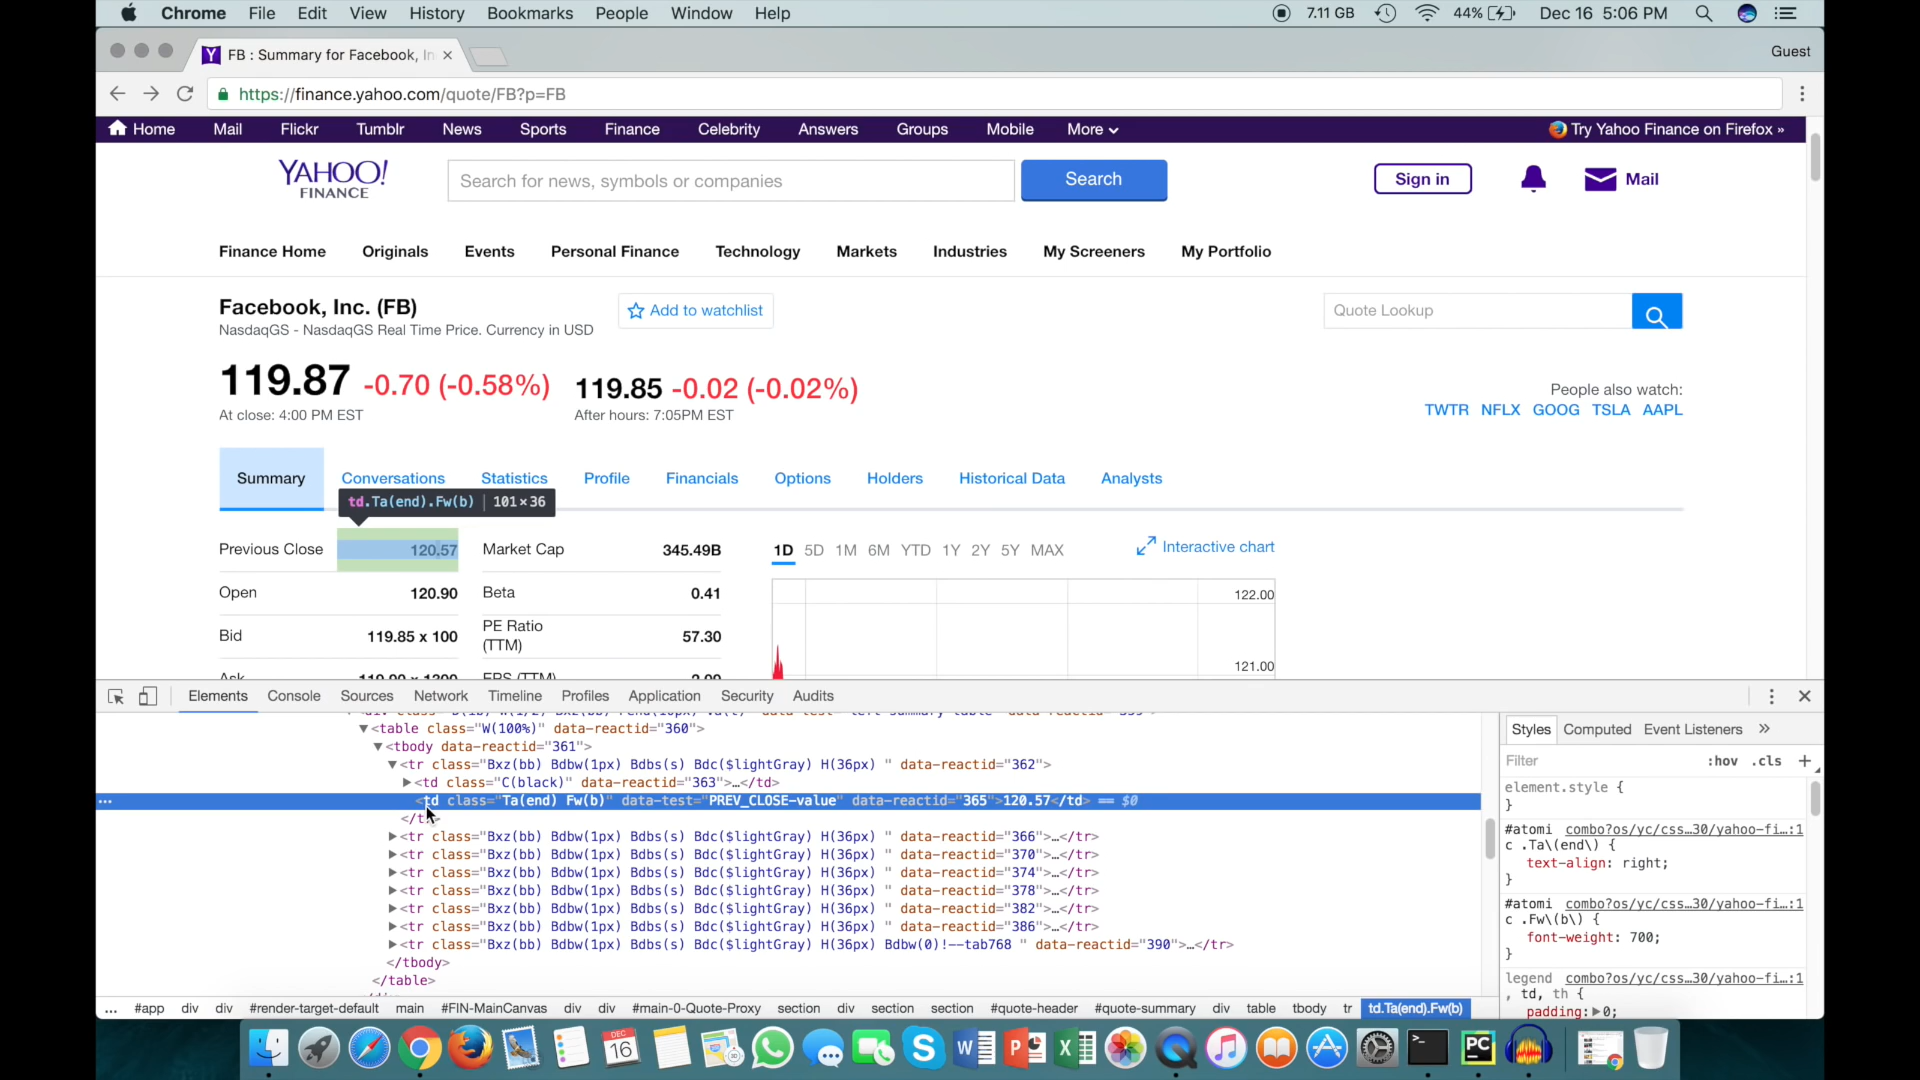 Chrome File Edit View History Bookmarks People Window Help 7.11 GB 44% Dec 16 5:06 PM
FB : Summary for Facebook, In
Guest
https://finance.yahoo.com/quote/FB?p=FB
Home Mail Flickr Tumblr News Sports Finance Celebrity Answers Groups Mobile More Try Yahoo Finance on Firefox »
YAHOO!
FINANCE
Search for news, symbols or companies
Search
Sign in
Mail
Finance Home Originals Events Personal Finance Technology Markets Industries My Screeners My Portfolio
Facebook, Inc. (FB)
NasdaqGS - NasdaqGS Real Time Price. Currency in USD
Add to watchlist
Quote Lookup
119.87 -0.70 (-0.58%)
At close: 4:00 PM EST
119.85 -0.02 (-0.02%)
After hours: 7:05PM EST
People also watch:
TWTR NFLX GOOG TSLA AAPL
Summary Conversations Statistics Profile Financials Options Holders Historical Data Analysts
td.Ta(end).Fw(b) | 101×36
Previous Close 120.57 Market Cap 345.49B
Open 120.90 Beta 0.41
Bid 119.85 x 100 PE Ratio (TTM) 57.30
1D 5D 1M 6M YTD 1Y 2Y 5Y MAX
Interactive chart
122.00
121.00
Elements Console Sources Network Timeline Profiles Application Security Audits
▼<table class="W(100%)" data-reactid="360">
▼<tbody data-reactid="361">
▼<tr class="Bxz(bb) Bdbw(1px) Bdbs(s) Bdc($lightGray) H(36px) " data-reactid="362">
▶<td class="C(black)" data-reactid="363">…</td>
<td class="Ta(end) Fw(b)" data-test="PREV_CLOSE-value" data-reactid="365">120.57</td> == $0
</tr>
▶<tr class="Bxz(bb) Bdbw(1px) Bdbs(s) Bdc($lightGray) H(36px) " data-reactid="366">…</tr>
▶<tr class="Bxz(bb) Bdbw(1px) Bdbs(s) Bdc($lightGray) H(36px) " data-reactid="370">…</tr>
▶<tr class="Bxz(bb) Bdbw(1px) Bdbs(s) Bdc($lightGray) H(36px) " data-reactid="374">…</tr>
▶<tr class="Bxz(bb) Bdbw(1px) Bdbs(s) Bdc($lightGray) H(36px) " data-reactid="378">…</tr>
▶<tr class="Bxz(bb) Bdbw(1px) Bdbs(s) Bdc($lightGray) H(36px) " data-reactid="382">…</tr>
▶<tr class="Bxz(bb) Bdbw(1px) Bdbs(s) Bdc($lightGray) H(36px) " data-reactid="386">…</tr>
▶<tr class="Bxz(bb) Bdbw(1px) Bdbs(s) Bdc($lightGray) H(36px) Bdbw(0)!--tab768 " data-reactid="390">…</tr>
</tbody>
</table>
Styles Computed Event Listeners »
Filter :hov .cls +
element.style {
}
#atomi combo?os/yc/css…30/yahoo-fi…:1
c .Ta\(end\) {
text-align: right;
}
#atomi combo?os/yc/css…30/yahoo-fi…:1
c .Fw\(b\) {
font-weight: 700;
}
legend combo?os/yc/css…30/yahoo-fi…:1
, td, th {
padding:▶0;
... #app div div #render-target-default main #FIN-MainCanvas div div #main-0-Quote-Proxy section div section section #quote-header #quote-summary div table tbody tr td.Ta(end).Fw(b)
DEC
16
PC